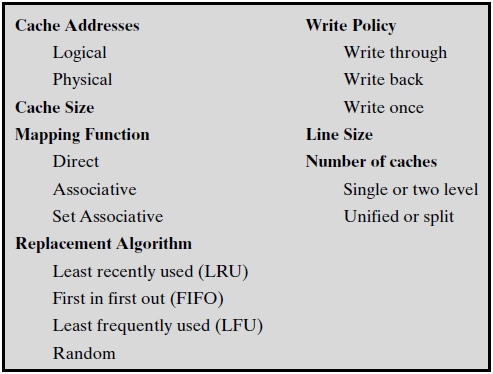 Cache Addresses
Logical
Physical
Cache Size
Mapping Function
Direct
Associative
Set Associative
Replacement Algorithm
Least recently used (LRU)
First in first out (FIFO)
Least frequently used (LFU)
Random
Write Policy
Write through
Write back
Write once
Line Size
Number of caches
Single or two level
Unified or split